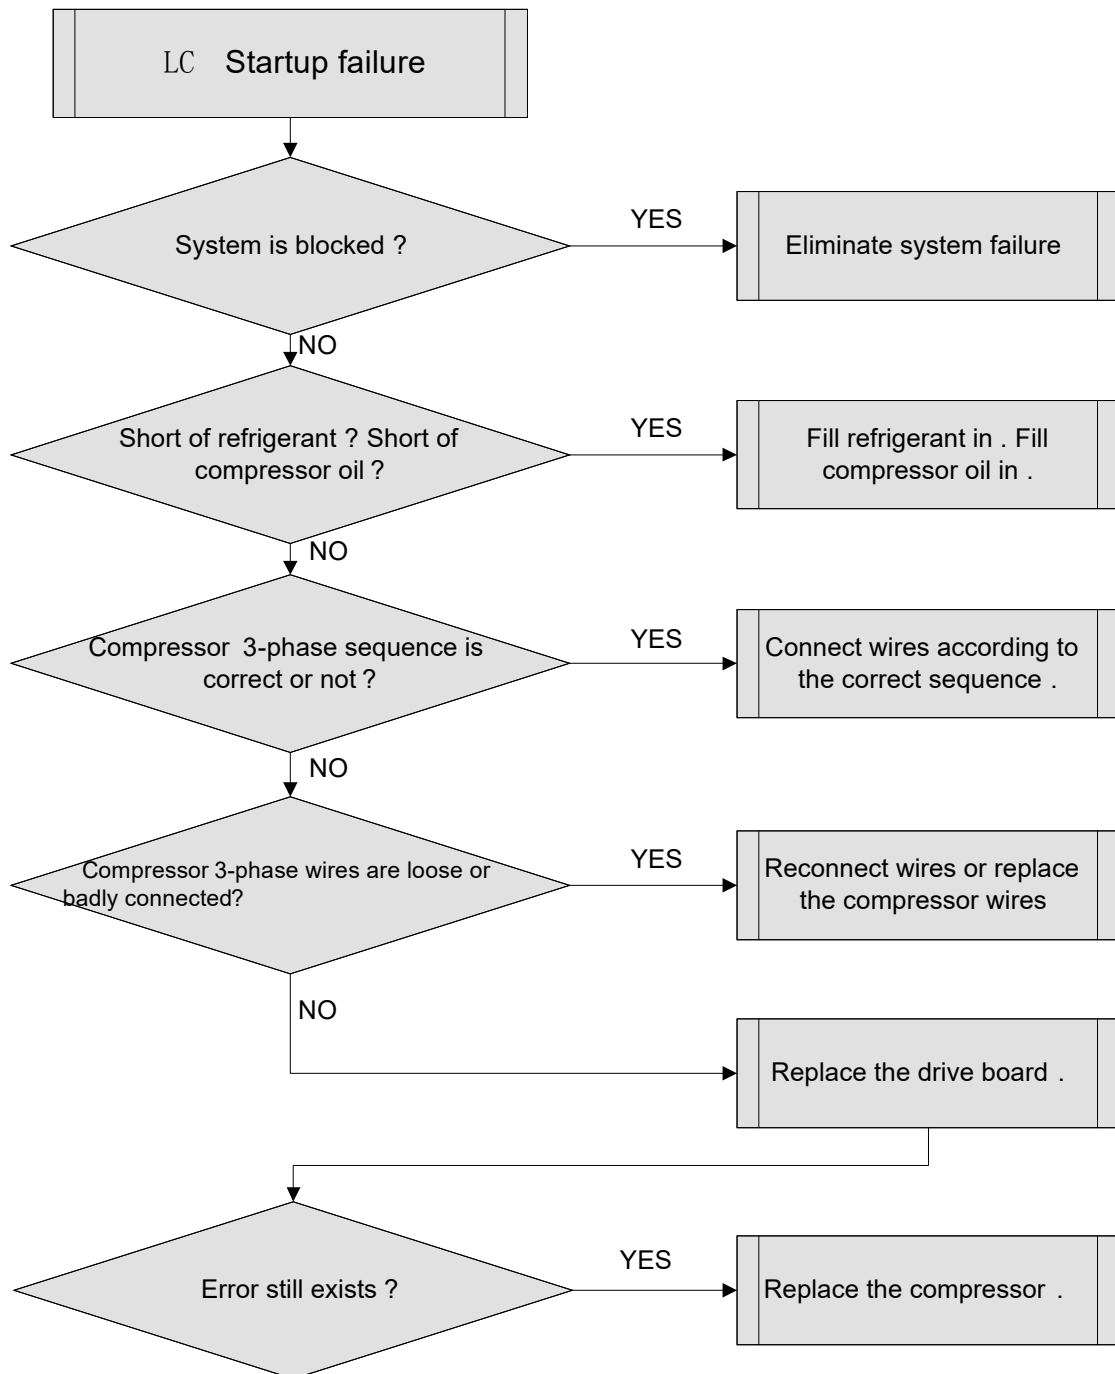 LC Startup failure
System is blocked ?
YES
Eliminate system failure
NO
Short of refrigerant ? Short of
compressor oil ?
YES
Fill refrigerant in . Fill
compressor oil in .
NO
Compressor 3-phase sequence is
correct or not ?
YES
Connect wires according to
the correct sequence .
NO
Compressor 3-phase wires are loose or
badly connected?
YES
Reconnect wires or replace
the compressor wires
NO
Replace the drive board .
Error still exists ?
YES
Replace the compressor .